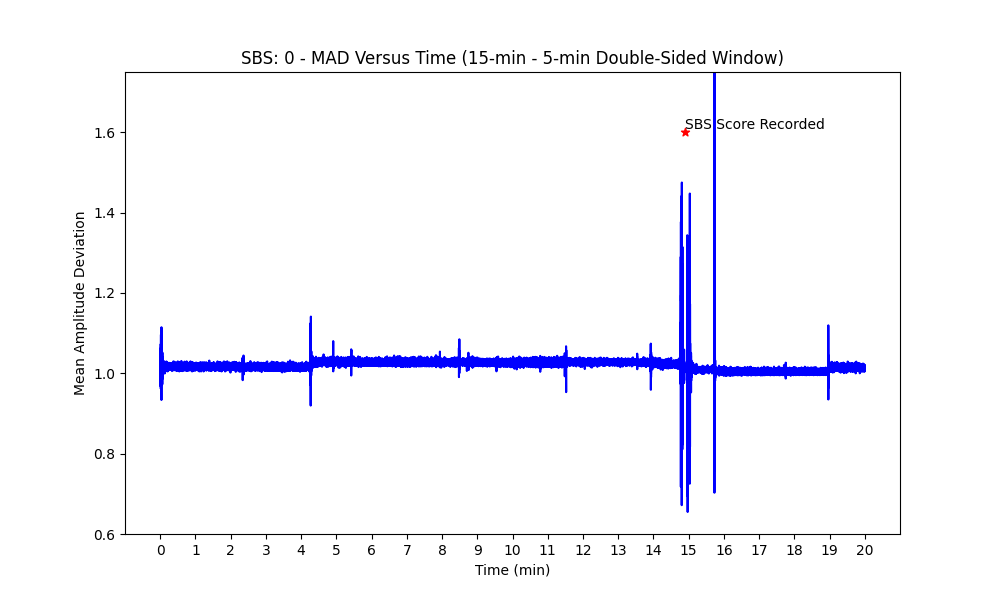 SBS: 0 - MAD Versus Time (15-min - 5-min Double-Sided Window)
SBS Score Recorded
Mean Amplitude Deviation
1.6
1.4
1.2
1.0
0.8
0.6
0 1 2 3 4 5 6 7 8 9 10 11 12 13 14 15 16 17 18 19 20
Time (min)